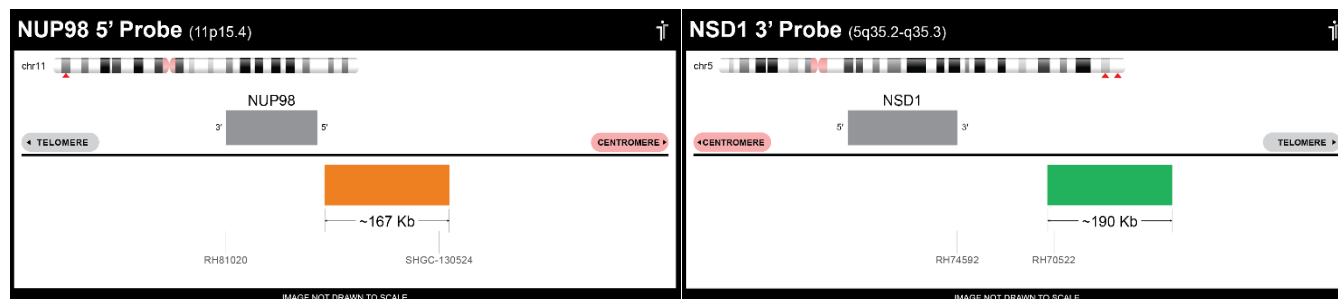 NUP98 5’ Probe (11p15.4)
chr11
NUP98
3' 5'
◂ TELOMERE CENTROMERE ▸
~167 Kb
RH81020 SHGC-130524
IMAGE NOT DRAWN TO SCALE
NSD1 3’ Probe (5q35.2-q35.3)
chr5
NSD1
5' 3'
◂CENTROMERE TELOMERE ▸
~190 Kb
RH74592 RH70522
IMAGE NOT DRAWN TO SCALE